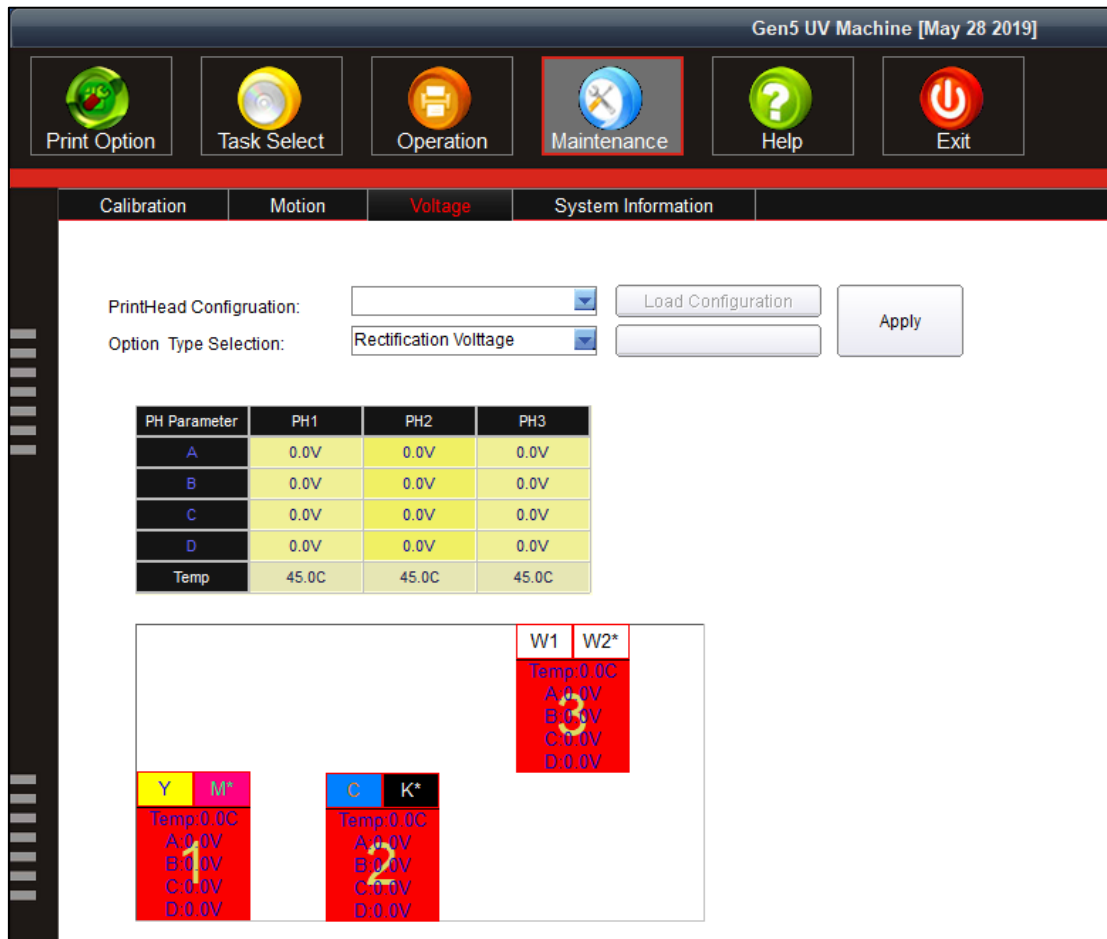 Gen5 UV Machine [May 28 2019]
Print Option Task Select Operation Maintenance Help Exit
Calibration Motion Voltage System Information
PrintHead Configruation: Load Configuration
Apply
Option Type Selection: Rectification Volttage
PH Parameter PH1 PH2 PH3
A 0.0V 0.0V 0.0V
B 0.0V 0.0V 0.0V
C 0.0V 0.0V 0.0V
D 0.0V 0.0V 0.0V
Temp 45.0C 45.0C 45.0C
W1 W2*
Temp:0.0C
A:0.0V
B:0.0V
3
C:0.0V
D:0.0V
Y M* C K*
Temp:0.0C Temp:0.0C
A:0.0V A:0.0V
B:0.0V B:0.0V
1 2
C:0.0V C:0.0V
D:0.0V D:0.0V